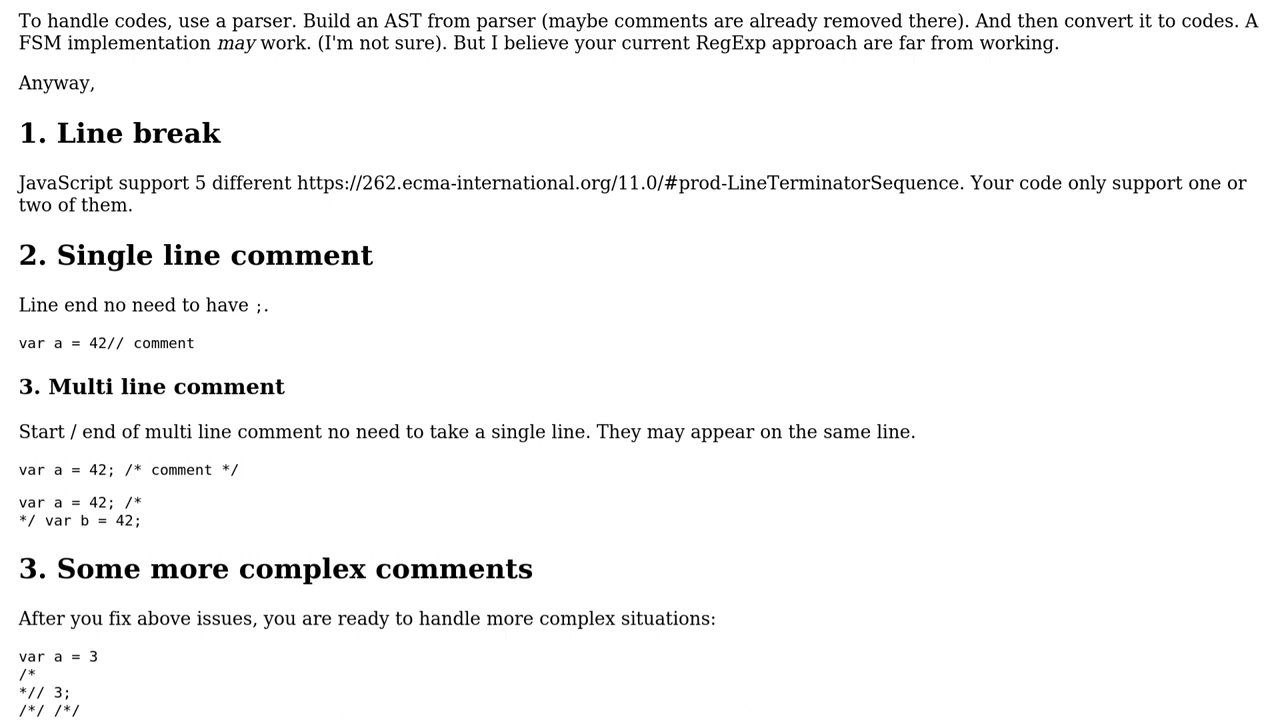 To handle codes, use a parser. Build an AST from parser (maybe comments are already removed there). And then convert it to codes. A
FSM implementation may work. (I'm not sure). But I believe your current RegExp approach are far from working.
Anyway,
1. Line break
JavaScript support 5 different https://262.ecma-international.org/11.0/#prod-LineTerminatorSequence. Your code only support one or
two of them.
2. Single line comment
Line end no need to have ;.
var a = 42// comment
3. Multi line comment
Start / end of multi line comment no need to take a single line. They may appear on the same line.
var a = 42; /* comment */
var a = 42; /*
*/ var b = 42;
3. Some more complex comments
After you fix above issues, you are ready to handle more complex situations:
var a = 3
/*
*// 3;
/*/ /*/